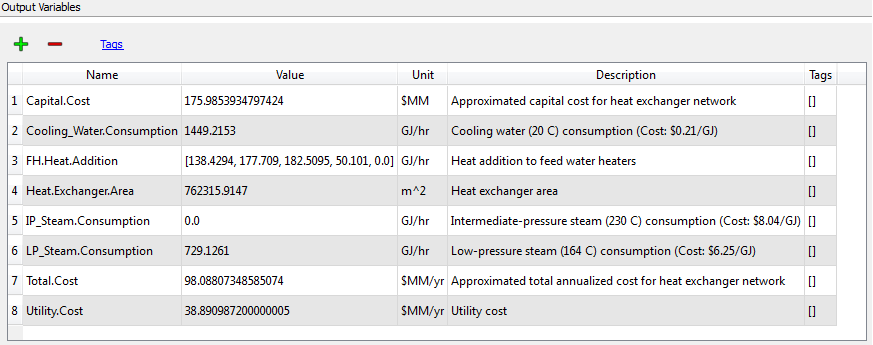 Output Variables
Tags
Name Value Unit Description Tags
1 Capital.Cost 175.9853934797424 $MM Approximated capital cost for heat exchanger network []
2 Cooling_Water.Consumption 1449.2153 GJ/hr Cooling water (20 C) consumption (Cost: $0.21/GJ) []
3 FH.Heat.Addition [138.4294, 177.709, 182.5095, 50.101, 0.0] GJ/hr Heat addition to feed water heaters []
4 Heat.Exchanger.Area 762315.9147 m^2 Heat exchanger area []
5 IP_Steam.Consumption 0.0 GJ/hr Intermediate-pressure steam (230 C) consumption (Cost: $8.04/GJ) []
6 LP_Steam.Consumption 729.1261 GJ/hr Low-pressure steam (164 C) consumption (Cost: $6.25/GJ) []
7 Total.Cost 98.08807348585074 $MM/yr Approximated total annualized cost for heat exchanger network []
8 Utility.Cost 38.890987200000005 $MM/yr Utility cost []